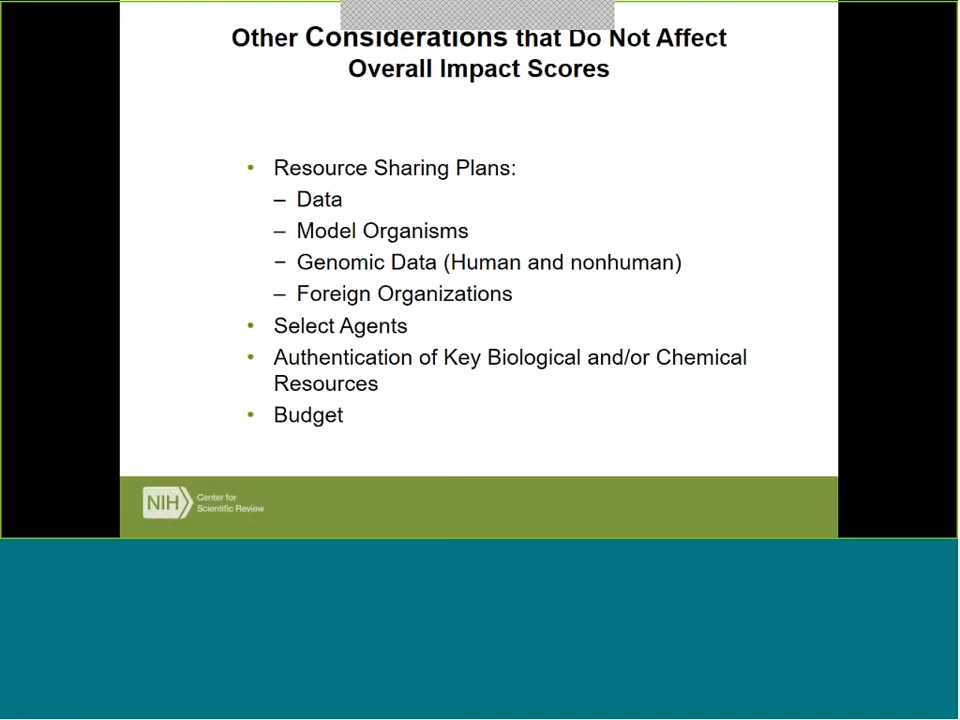 Other Considerations that Do Not Affect
Overall Impact Scores
• Resource Sharing Plans:
– Data
– Model Organisms
− Genomic Data (Human and nonhuman)
– Foreign Organizations
• Select Agents
• Authentication of Key Biological and/or Chemical
Resources
• Budget
NIH
Center for
Scientific Review